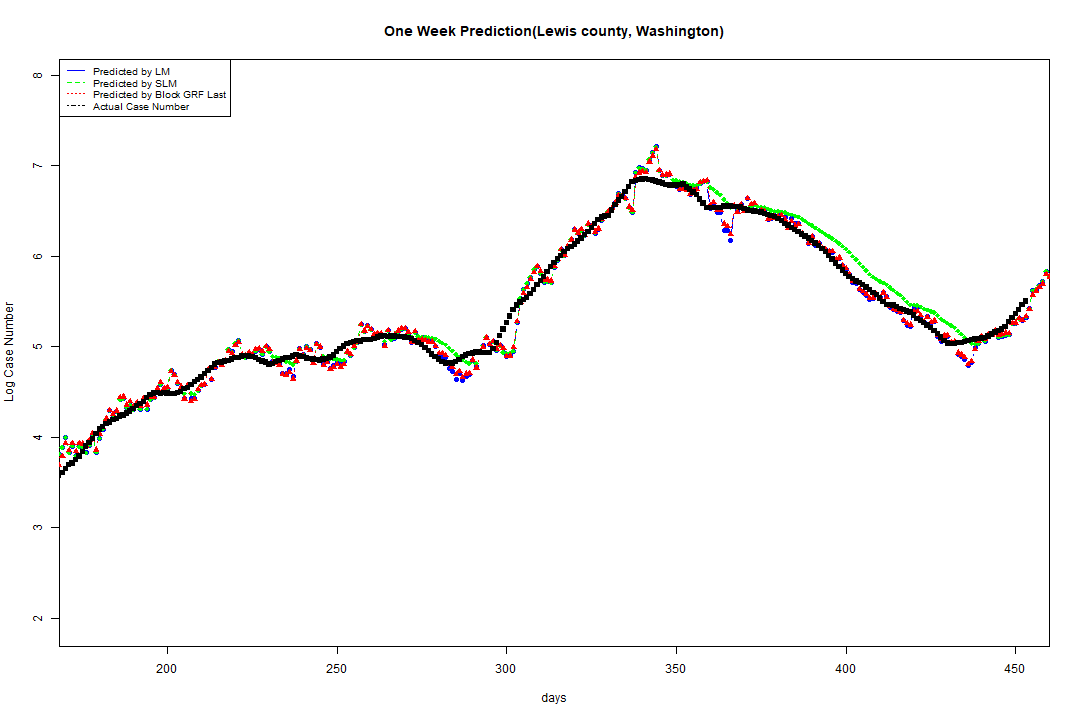 One Week Prediction(Lewis county, Washington)
Predicted by LM
Predicted by SLM
Predicted by Block GRF Last
Actual Case Number
8
7
6
5
4
3
2
Log Case Number
200 250 300 350 400 450
days